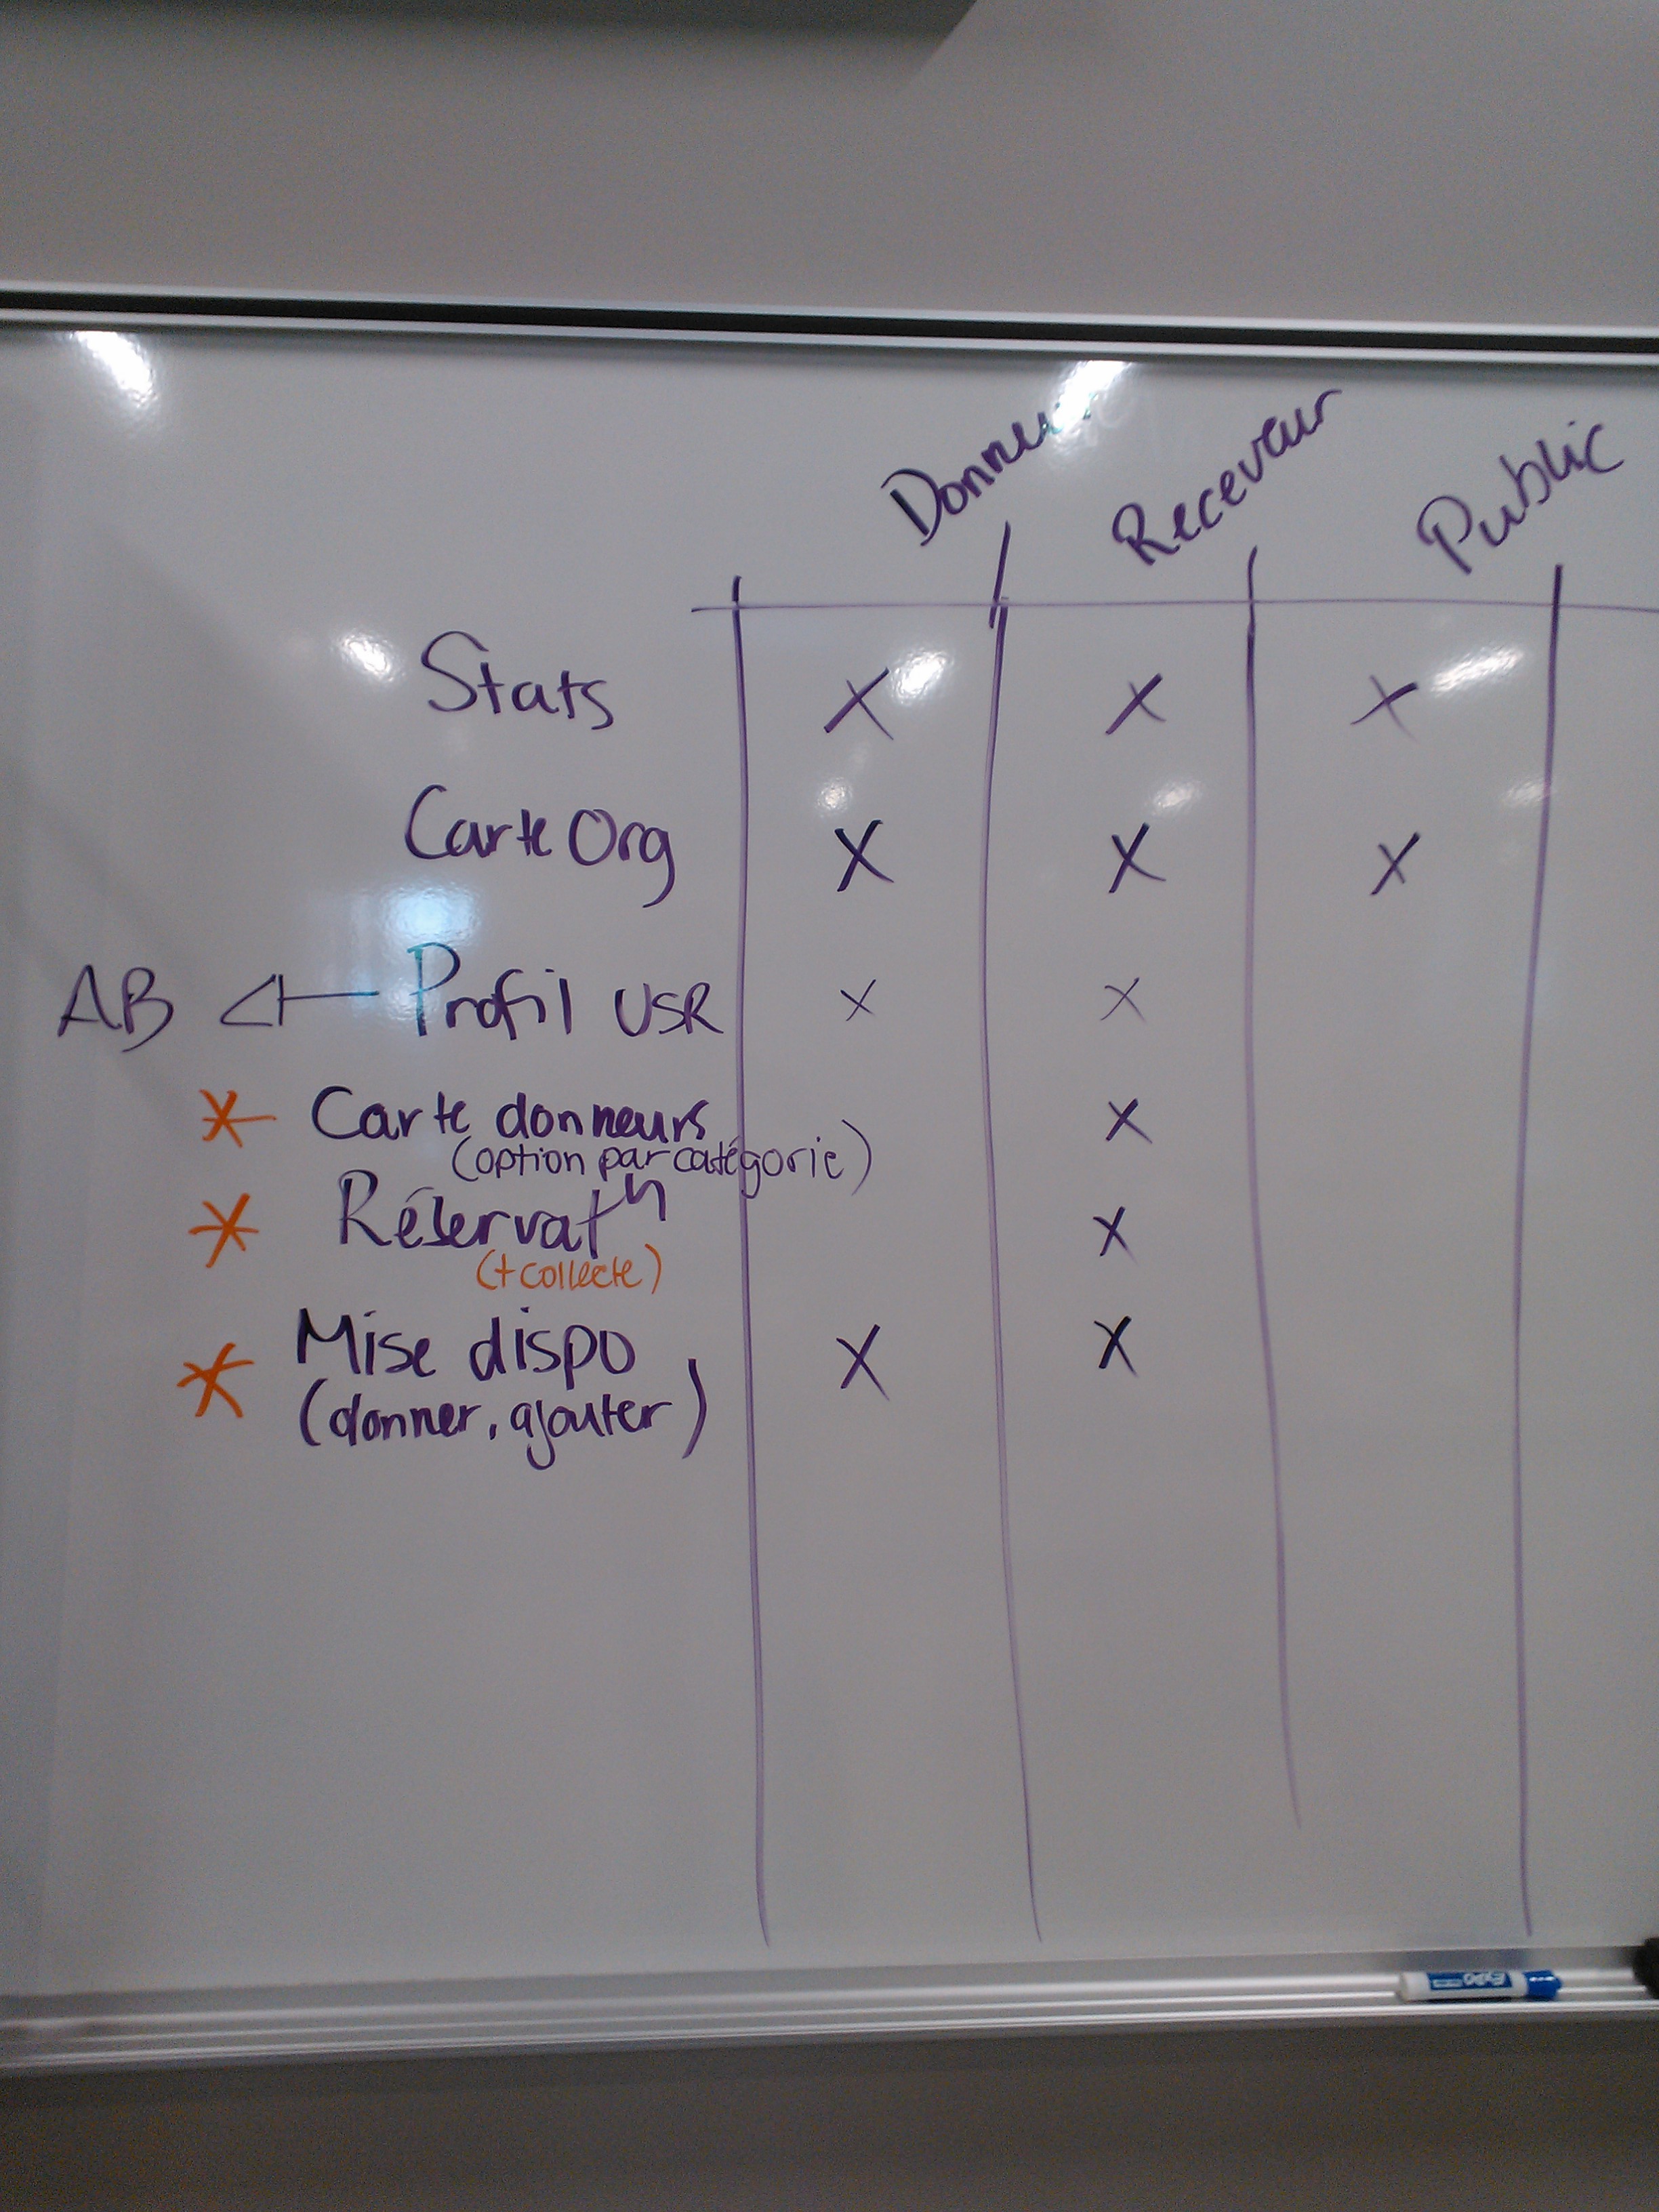 Receveur
Public
Stats X X X
Carte Org X X X
AB Profil USR X X
* Carte donneurs X
(option par catégorie)
* Réservatn X
(+ collecte)
* Mise dispo X X
(donner, ajouter)
EXPO